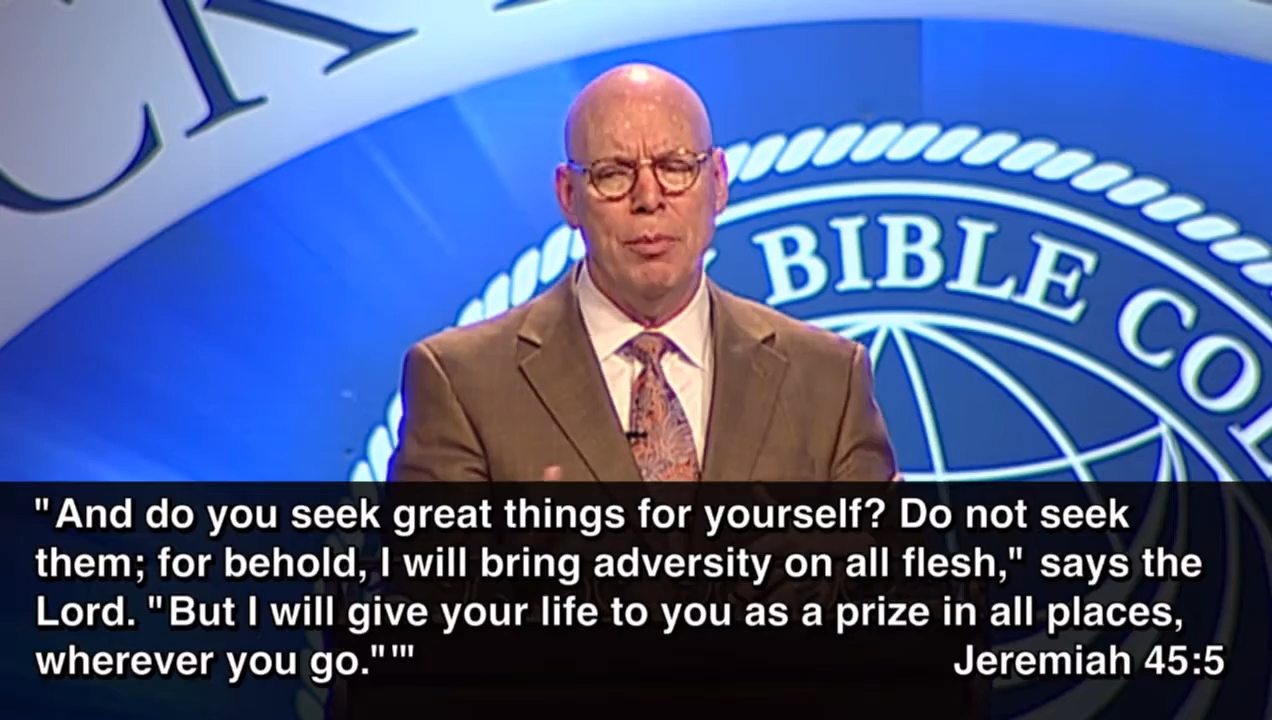 CK
BIBLE COL
"And do you seek great things for yourself? Do not seek
them; for behold, I will bring adversity on all flesh," says the
Lord. "But I will give your life to you as a prize in all places,
wherever you go."'" Jeremiah 45:5